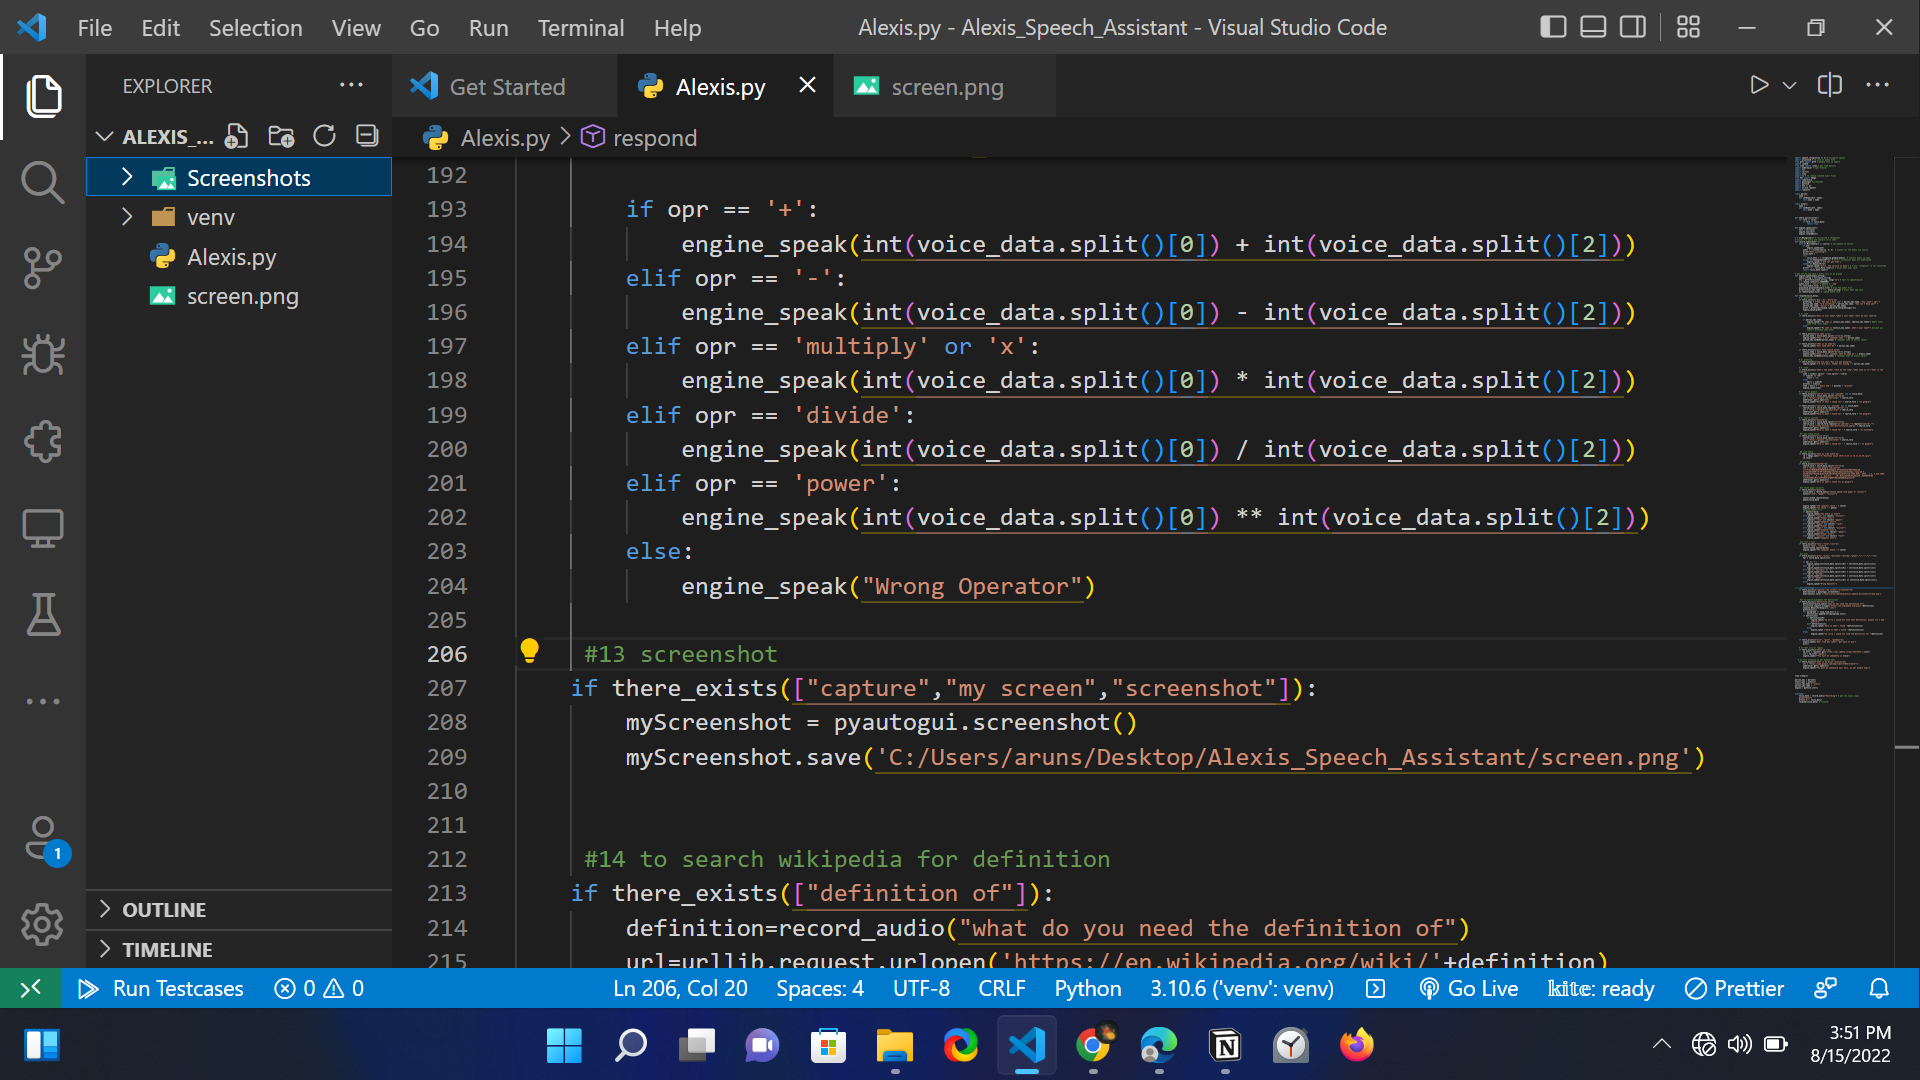 File Edit Selection View Go Run Terminal Help Alexis.py - Alexis_Speech_Assistant - Visual Studio Code
EXPLORER
Get Started
Alexis.py
screen.png
ALEXIS_...
Alexis.py > respond
Screenshots
venv
Alexis.py
screen.png
192
193 if opr == '+':
194 engine_speak(int(voice_data.split()[0]) + int(voice_data.split()[2]))
195 elif opr == '-':
196 engine_speak(int(voice_data.split()[0]) - int(voice_data.split()[2]))
197 elif opr == 'multiply' or 'x':
198 engine_speak(int(voice_data.split()[0]) * int(voice_data.split()[2]))
199 elif opr == 'divide':
200 engine_speak(int(voice_data.split()[0]) / int(voice_data.split()[2]))
201 elif opr == 'power':
202 engine_speak(int(voice_data.split()[0]) ** int(voice_data.split()[2]))
203 else:
204 engine_speak("Wrong Operator")
205
206 #13 screenshot
207 if there_exists(["capture","my screen","screenshot"]):
208 myScreenshot = pyautogui.screenshot()
209 myScreenshot.save('C:/Users/aruns/Desktop/Alexis_Speech_Assistant/screen.png')
210
211
212 #14 to search wikipedia for definition
213 if there_exists(["definition of"]):
214 definition=record_audio("what do you need the definition of")
215 url=urllib.request.urlopen('https://en.wikipedia.org/wiki/'+definition)
1
OUTLINE
TIMELINE
Run Testcases 0 0 Ln 206, Col 20 Spaces: 4 UTF-8 CRLF Python 3.10.6 ('venv': venv) Go Live kite: ready Prettier
3:51 PM
8/15/2022